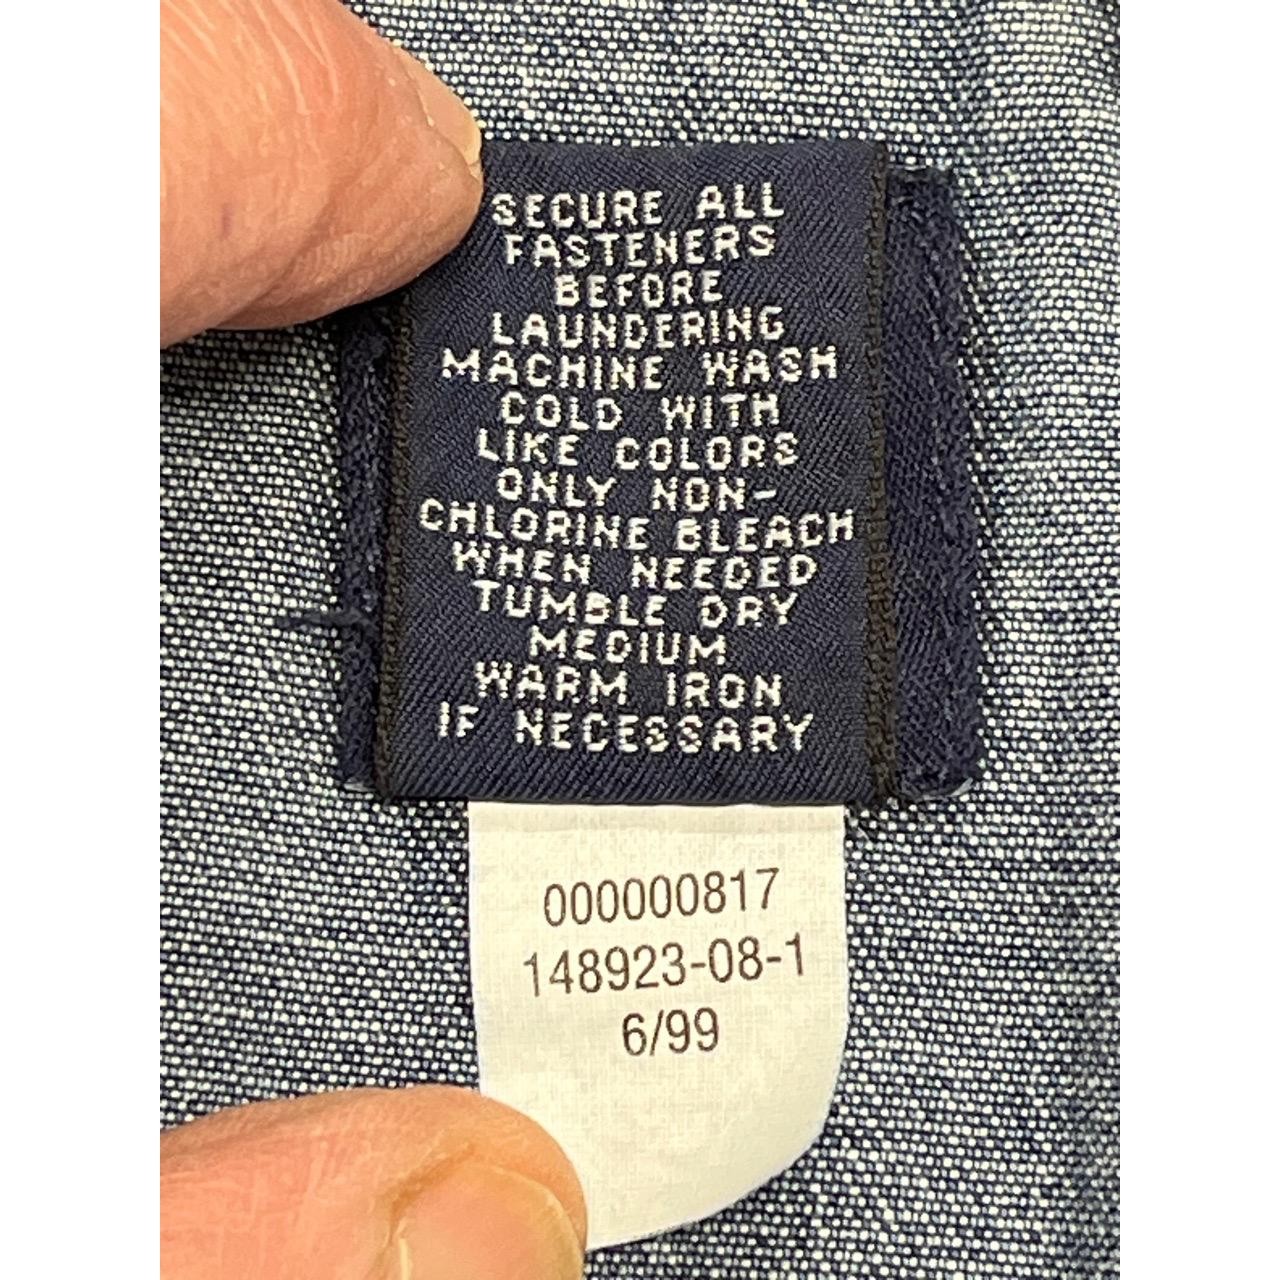 SECURE ALL
FASTENERS
BEFORE
LAUNDERING
MACHINE WASH
COLD WITH
LIKE COLORS
ONLY NON-
CHLORINE BLEACH
WHEN NEEDED
TUMBLE DRY
MEDIUM
WARM IRON
IF NECESSARY
000000817
148923-08-1
6/99